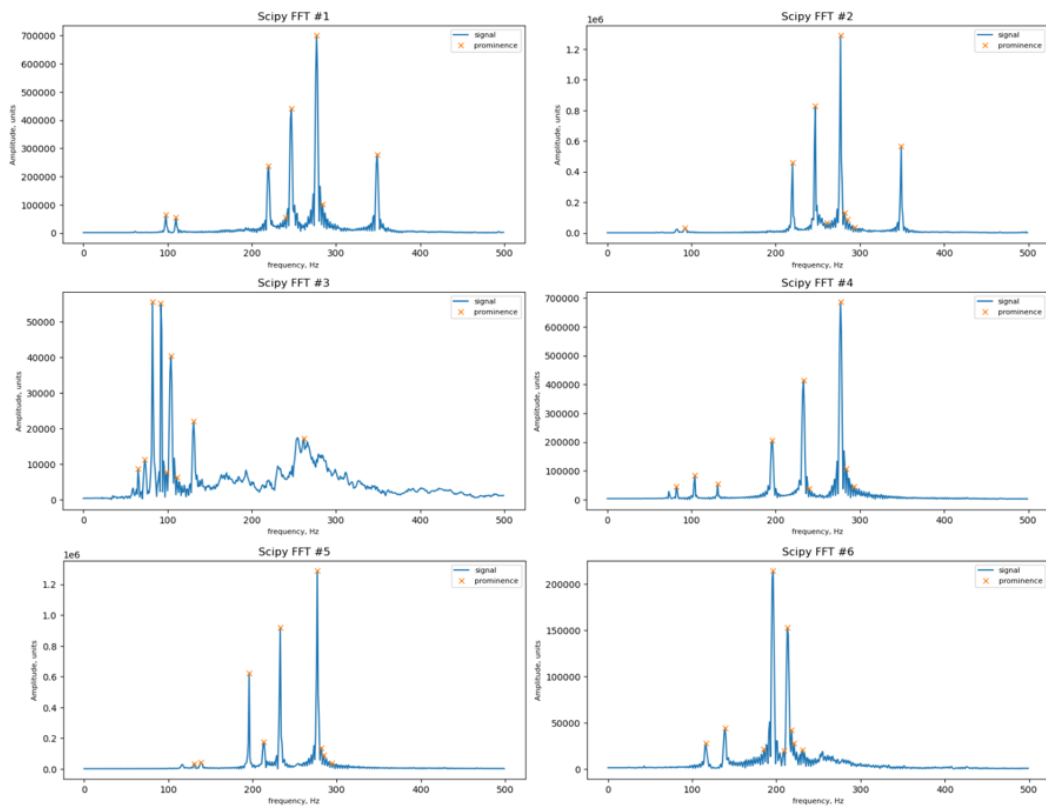 Scipy FFT #1
signal
prominence
700000
600000
500000
400000
300000
200000
100000
0
Amplitude, units
0
100
200
300
400
500
frequency, Hz
Scipy FFT #2
1e6
signal
prominence
1.2
1.0
0.8
0.6
0.4
0.2
0.0
Amplitude, units
0
100
200
300
400
500
frequency, Hz
Scipy FFT #3
signal
prominence
50000
40000
30000
20000
10000
0
Amplitude, units
0
100
200
300
400
500
frequency, Hz
Scipy FFT #4
signal
prominence
700000
600000
500000
400000
300000
200000
100000
0
Amplitude, units
0
100
200
300
400
500
frequency, Hz
Scipy FFT #5
1e6
signal
prominence
1.2
1.0
0.8
0.6
0.4
0.2
0.0
Amplitude, units
0
100
200
300
400
500
frequency, Hz
Scipy FFT #6
signal
prominence
200000
150000
100000
50000
0
Amplitude, units
0
100
200
300
400
500
frequency, Hz